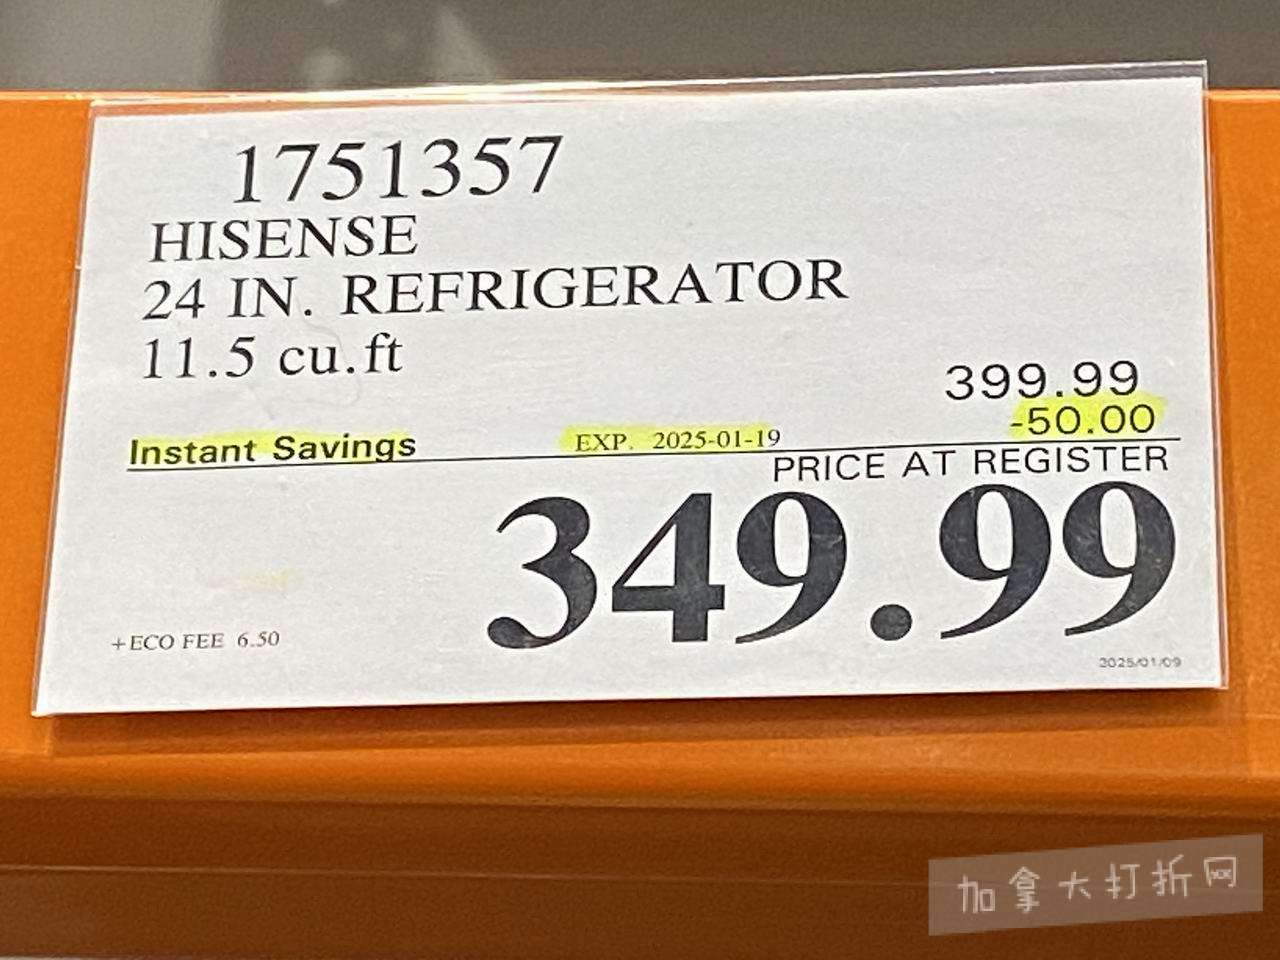 1751357
HISENSE
24 IN. REFRIGERATOR
11.5 cu.ft
399.99
-50.00
Instant Savings EXP. 2025-01-19
PRICE AT REGISTER
349.99
+ECO FEE 6.50
2025/01/09
加拿大打折网